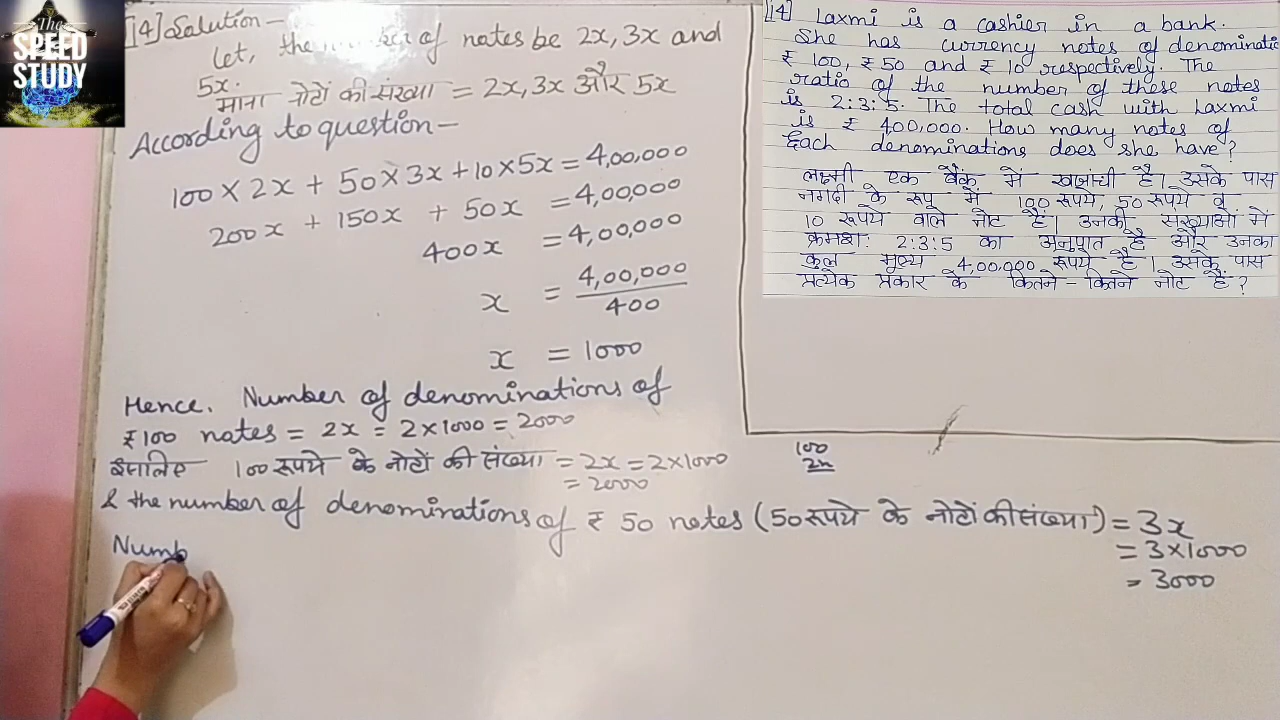 The
SPEED
STUDY
[14] Solution -
Let, the number of notes be 2x, 3x and
5x.
माना नोटों की संख्या = 2x, 3x और 5x
According to question -
100 × 2x + 50 × 3x + 10 × 5x = 4,00,000
200x + 150x + 50x = 4,00,000
400x = 4,00,000
x = 4,00,000 / 400
x = 1000
Hence. Number of denominations of
₹100 notes = 2x = 2×1000 = 2000
इसलिए 100 रूपये के नोटों की संख्या = 2x = 2×1000
= 2000
& the number of denominations of ₹ 50 notes (50 रूपये के नोटों की संख्या) = 3x
= 3×1000
= 3000
Numb
[14] Laxmi is a cashier in a bank.
She has currency notes of denominatio
₹ 100, ₹ 50 and ₹ 10 respectively. The
ratio of the number of these notes
is 2:3:5. The total cash with Laxmi
is ₹ 400,000. How many notes of
Each denominations does she have?
लक्ष्मी एक बैंक में खजांची है। उसके पास
नगदी के रूप में 100 रूपये, 50 रूपये व
10 रूपये वाले नोट है। उनकी संख्याओं में
क्रमश: 2:3:5 का अनुपात है और उनका
कुल मूल्य 4,00,000 रूपये है। उसके पास
प्रत्येक प्रकार के कितने-कितने नोट हैं?
100
2x